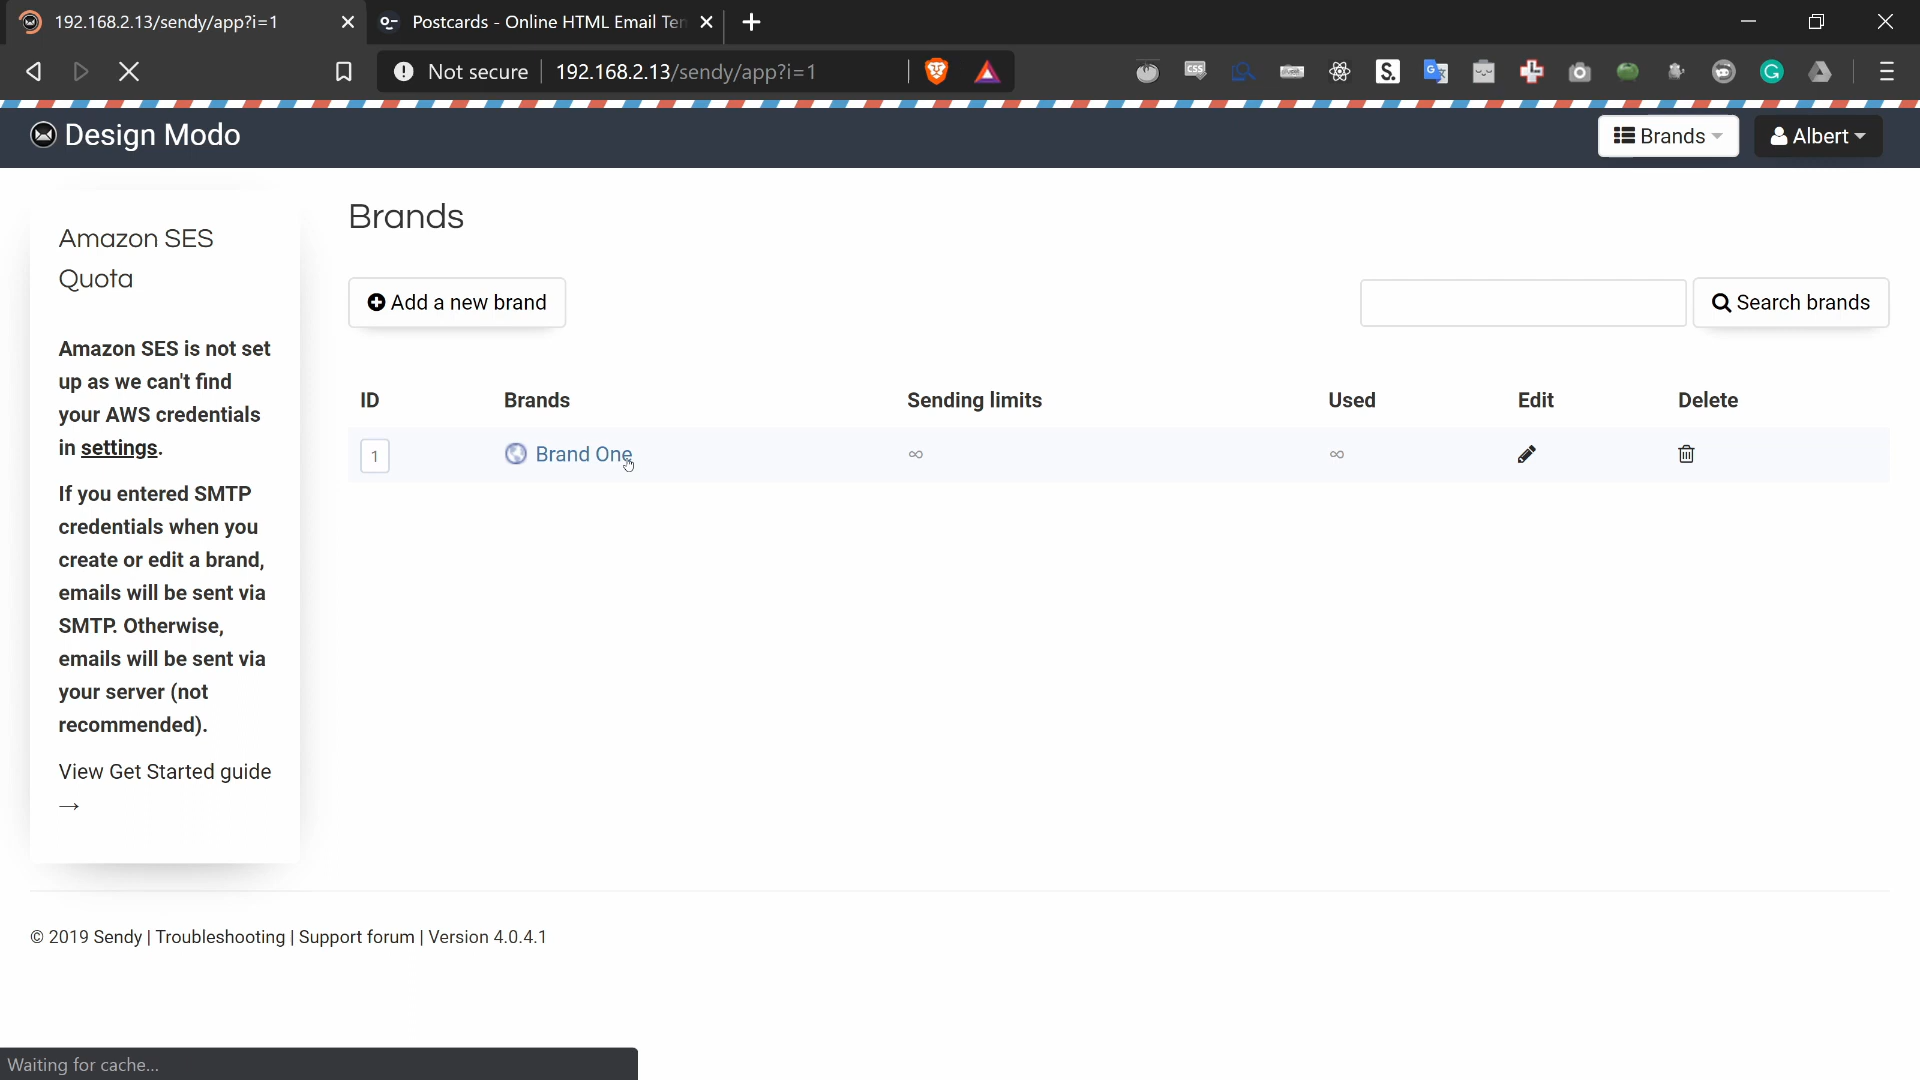 192.168.2.13/sendy/app?i=1
Postcards - Online HTML Email Ten
Not secure
192.168.2.13/sendy/app?i=1
CSS
S.
G
Design Modo
Brands
Albert
Amazon SES
Quota
Amazon SES is not set
up as we can't find
your AWS credentials
in settings.
If you entered SMTP
credentials when you
create or edit a brand,
emails will be sent via
SMTP. Otherwise,
emails will be sent via
your server (not
recommended).
View Get Started guide
→
Brands
Add a new brand
Search brands
ID
Brands
Sending limits
Used
Edit
Delete
1
Brand One
∞
∞
© 2019 Sendy | Troubleshooting | Support forum | Version 4.0.4.1
Waiting for cache...